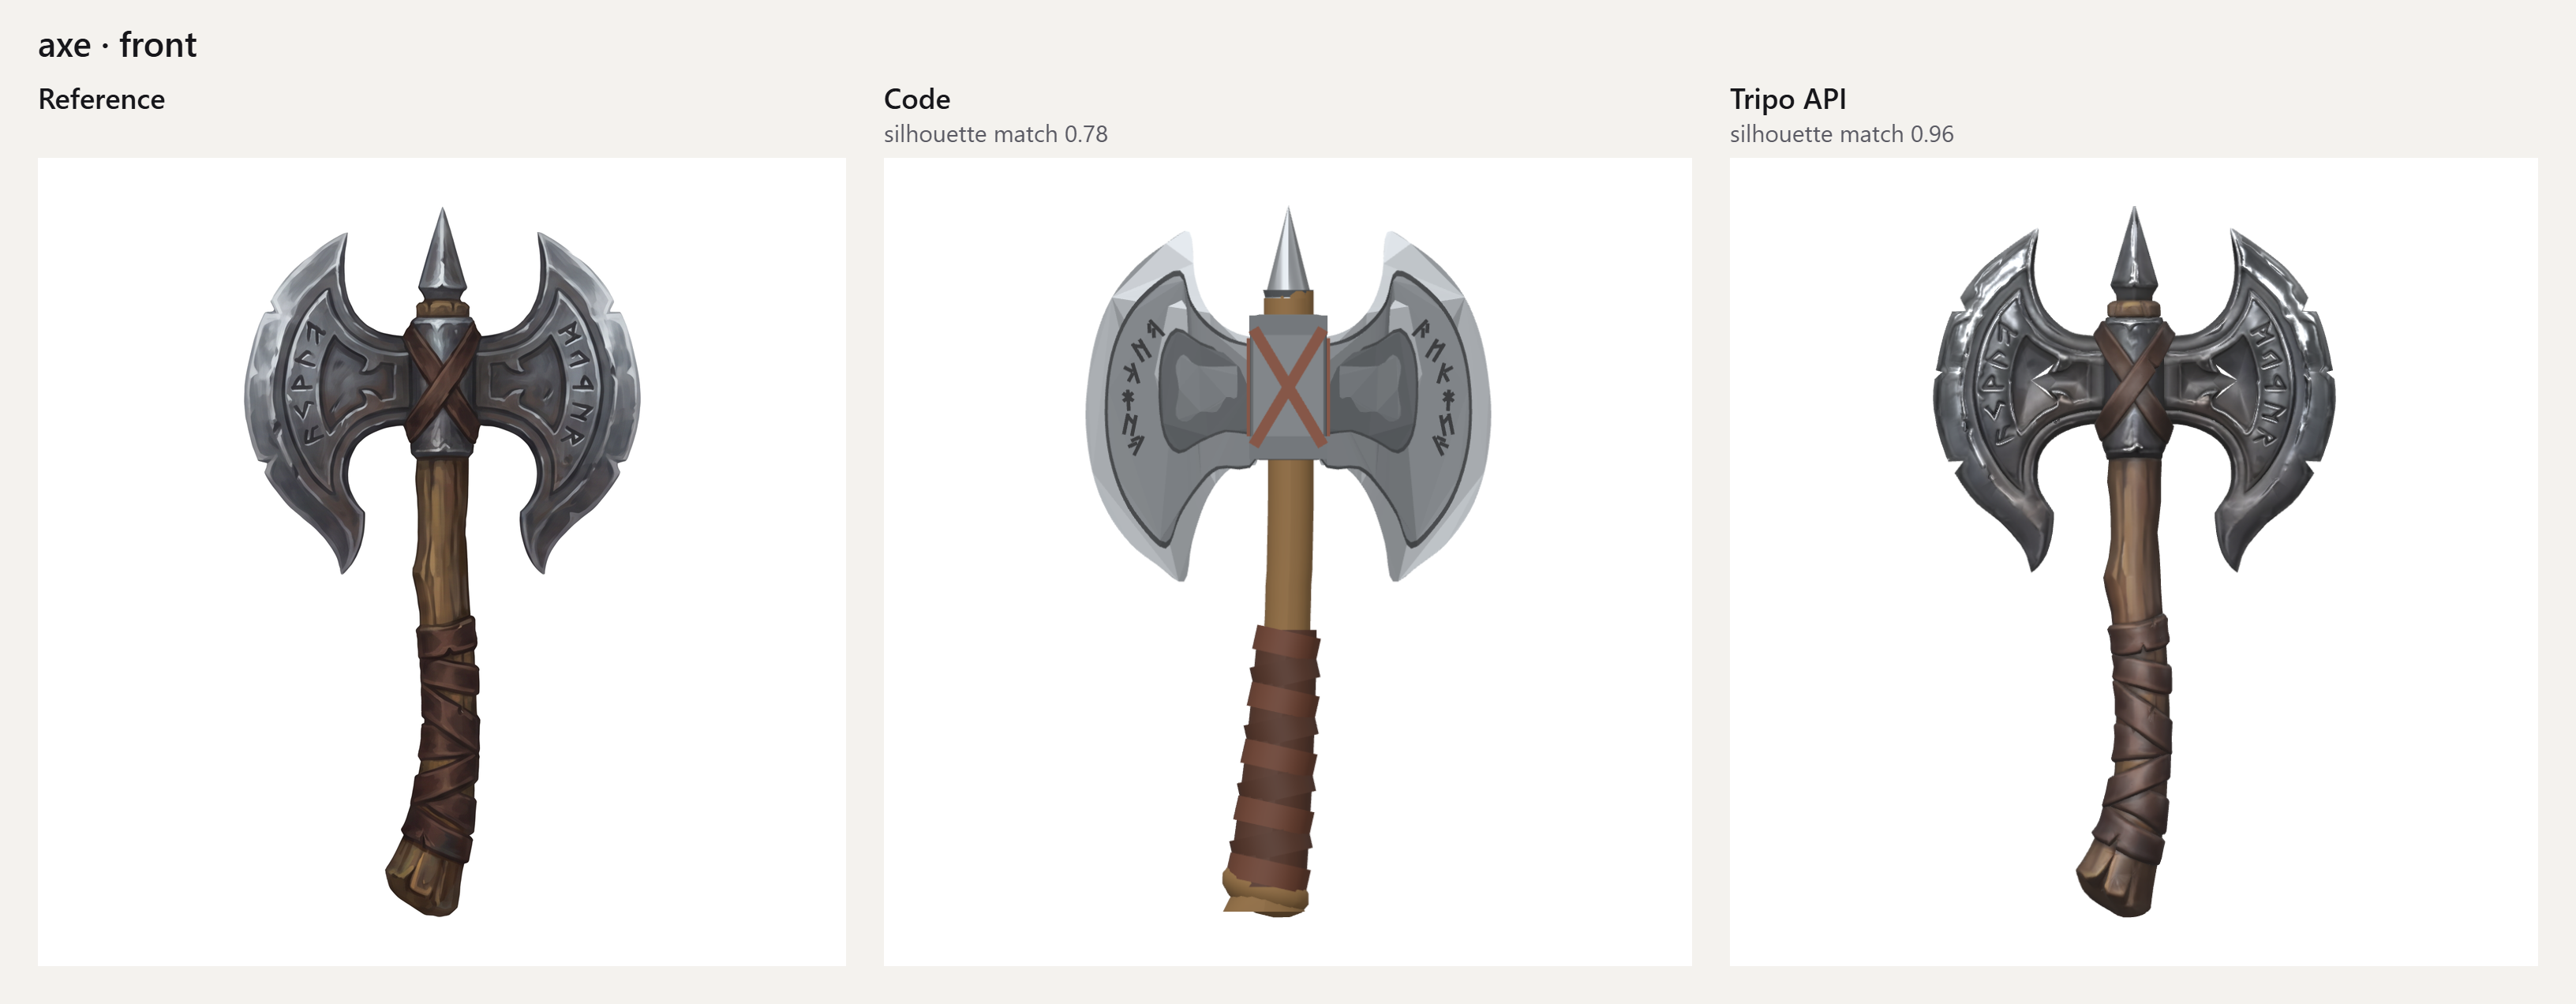 axe · front
Reference
Code
silhouette match 0.78
Tripo API
silhouette match 0.96